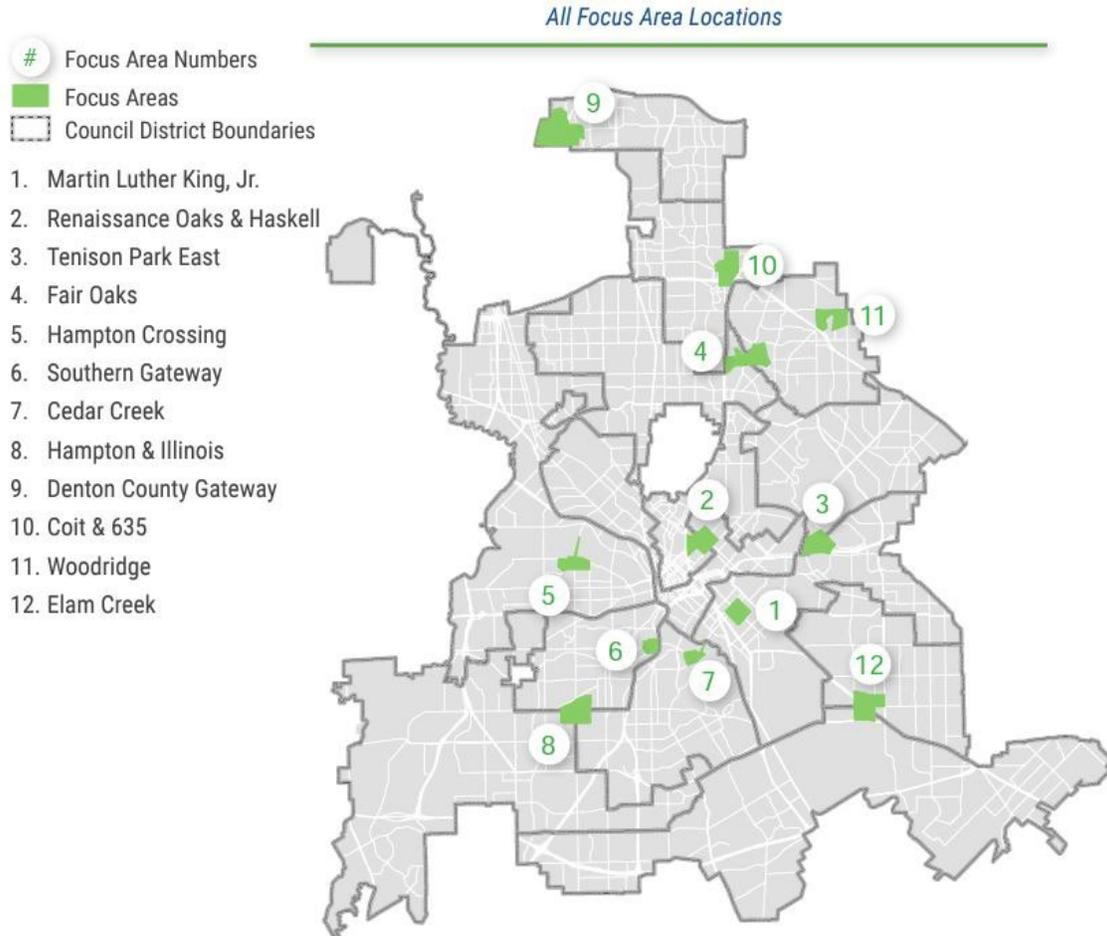 All Focus Area Locations
# Focus Area Numbers
Focus Areas
Council District Boundaries
1. Martin Luther King, Jr.
2. Renaissance Oaks & Haskell
3. Tenison Park East
4. Fair Oaks
5. Hampton Crossing
6. Southern Gateway
7. Cedar Creek
8. Hampton & Illinois
9. Denton County Gateway
10. Coit & 635
11. Woodridge
12. Elam Creek
9
10
11
4
2
3
5
1
6
12
7
8